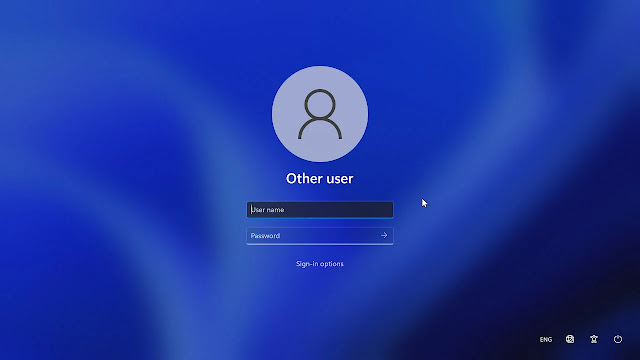 Other user
User name
Password
Sign-in options
ENG